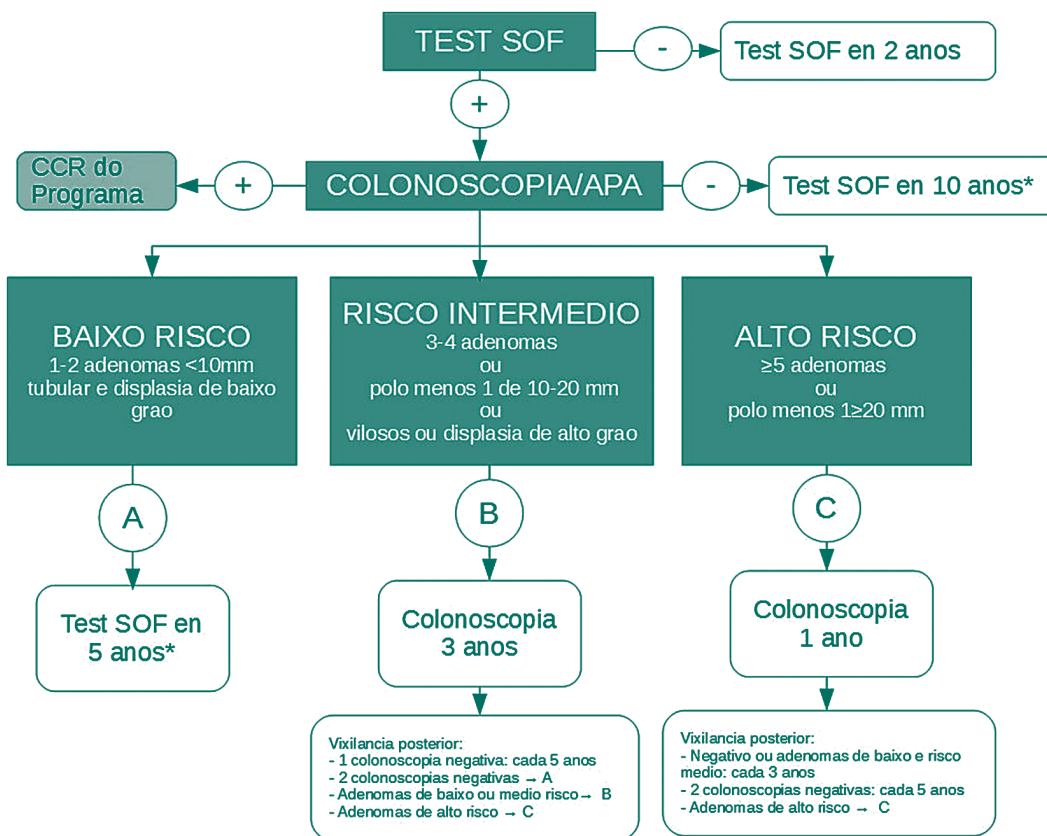 TEST SOF
-
Test SOF en 2 anos
+
CCR do
Programa
+
COLONOSCOPIA/APA
-
Test SOF en 10 anos*
BAIXO RISCO
1-2 adenomas <10mm
tubular e displasia de baixo
grao
RISCO INTERMEDIO
3-4 adenomas
ou
polo menos 1 de 10-20 mm
ou
vilosos ou displasia de alto grao
ALTO RISCO
≥5 adenomas
ou
polo menos 1≥20 mm
A
B
C
Test SOF en
5 anos*
Colonoscopia
3 anos
Colonoscopia
1 ano
Vixilancia posterior:
- 1 colonoscopia negativa: cada 5 anos
- 2 colonoscopias negativas → A
- Adenomas de baixo ou medio risco→ B
- Adenomas de alto risco → C
Vixilancia posterior:
- Negativo ou adenomas de baixo e risco
medio: cada 3 anos
- 2 colonoscopias negativas: cada 5 anos
- Adenomas de alto risco → C